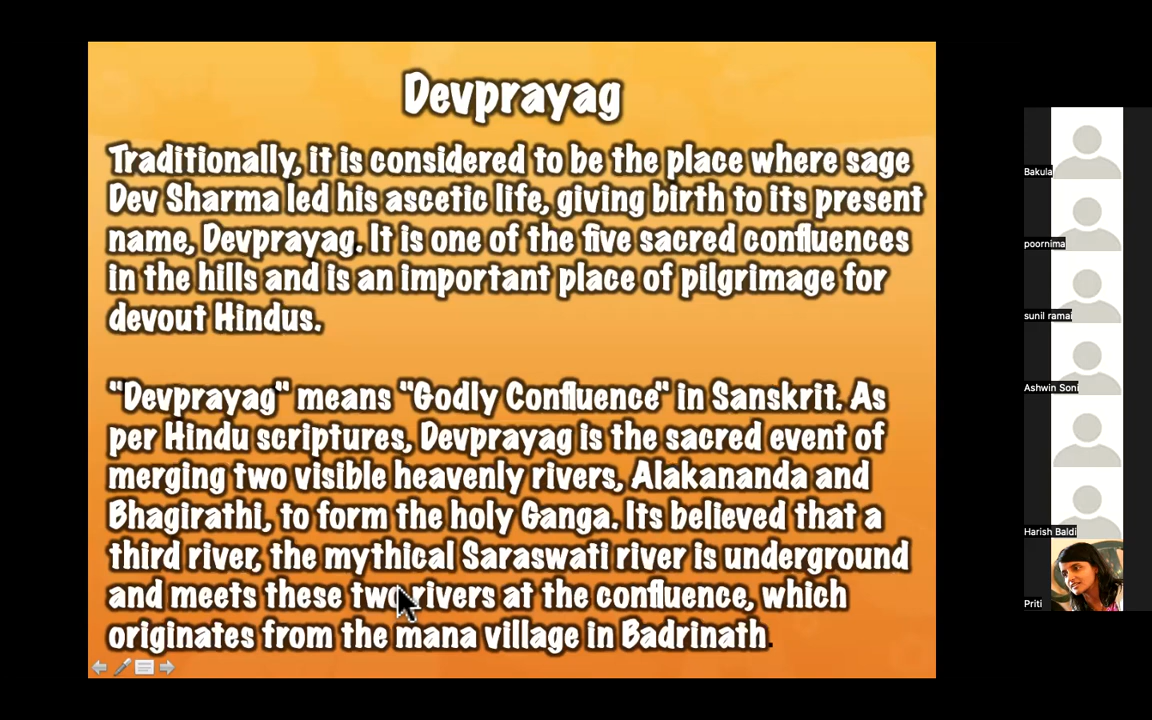 Devprayag
Traditionally, it is considered to be the place where sage
Dev Sharma led his ascetic life, giving birth to its present
name, Devprayag. It is one of the five sacred confluences
in the hills and is an important place of pilgrimage for
devout Hindus.
"Devprayag" means "Godly Confluence" in Sanskrit. As
per Hindu scriptures, Devprayag is the sacred event of
merging two visible heavenly rivers, Alakananda and
Bhagirathi, to form the holy Ganga. Its believed that a
third river, the mythical Saraswati river is underground
and meets these two rivers at the confluence, which
originates from the mana village in Badrinath.
Bakula
poornima
sunil ramai
Ashwin Soni
Harish Baldi
Priti